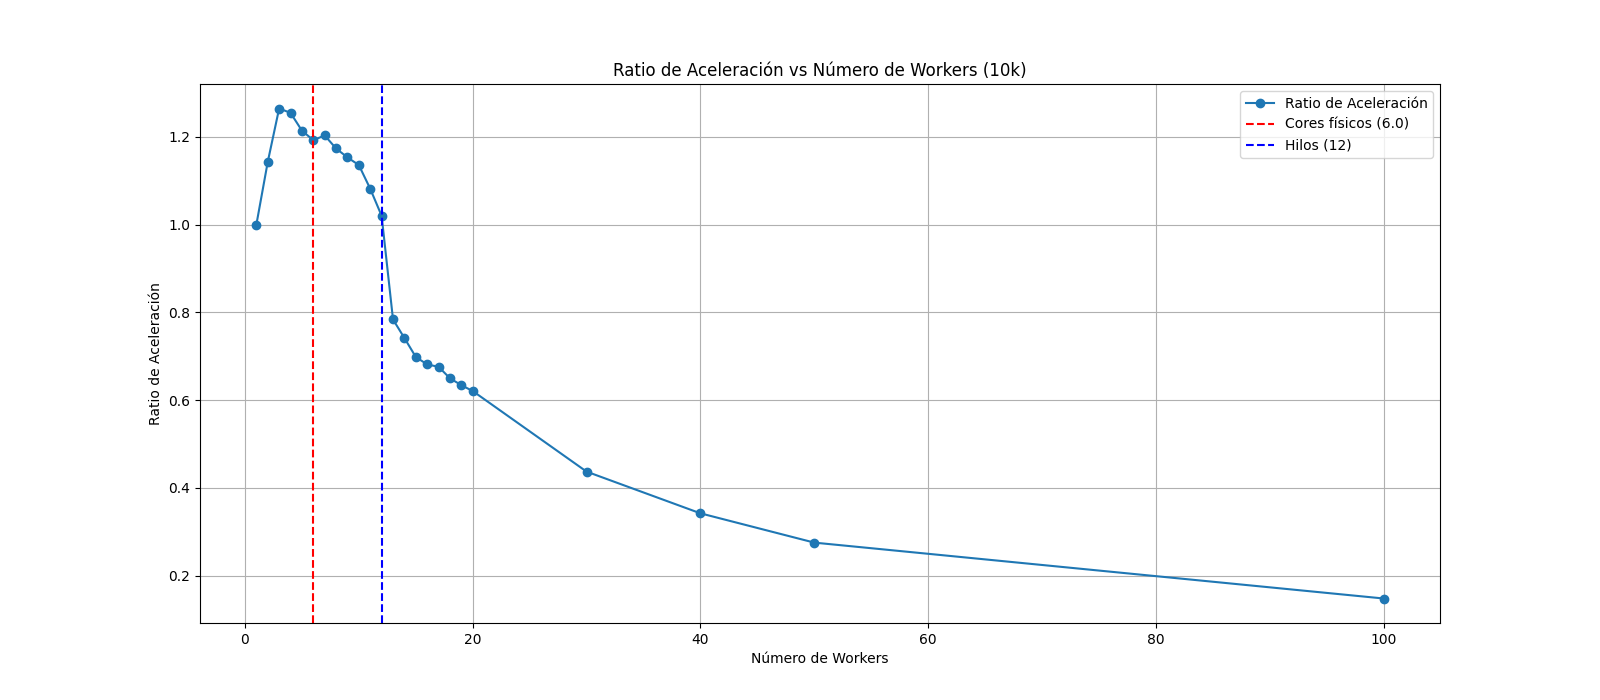 Ratio de Aceleración vs Número de Workers (10k)
Ratio de Aceleración
Cores físicos (6.0)
Hilos (12)
Ratio de Aceleración
1.2
1.0
0.8
0.6
0.4
0.2
0 20 40 60 80 100
Número de Workers